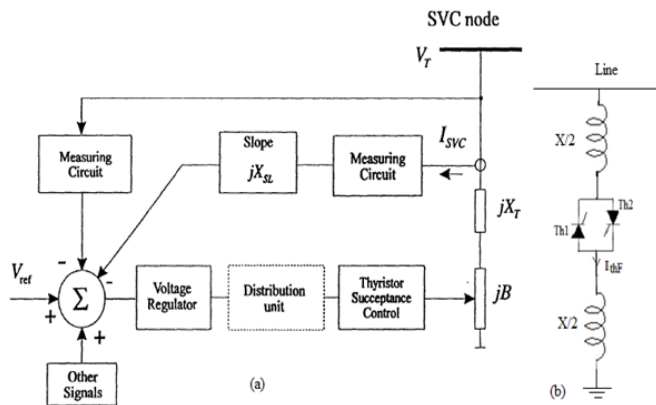 SVC node
V_T
Measuring
Circuit
Slope
jX_SL
Measuring
Circuit
I_SVC
jX_T
V_ref
Σ
Voltage
Regulator
Distribution
unit
Thyristor
Succeptance
Control
jB
Other
Signals
(a)
Line
X/2
Th1
Th2
I_thF
X/2
(b)
- 
-
+
+